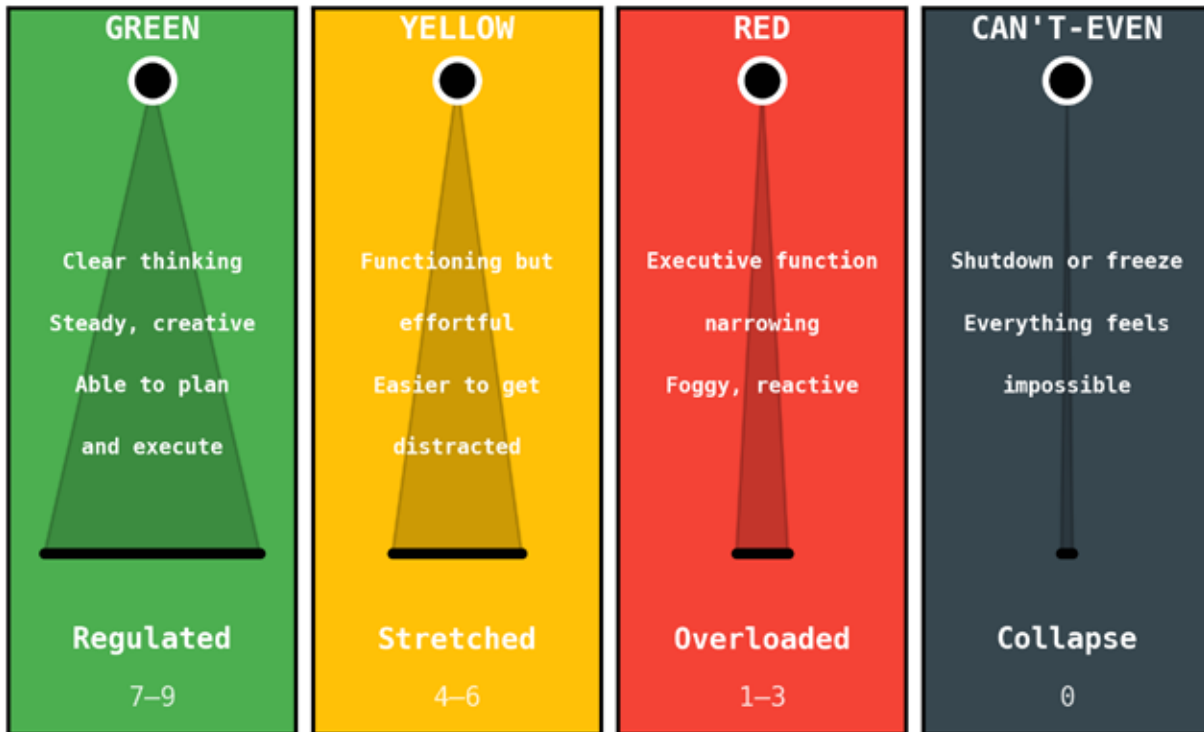 GREEN
Clear thinking
Steady, creative
Able to plan
and execute
Regulated
7–9
YELLOW
Functioning but
effortful
Easier to get
distracted
Stretched
4–6
RED
Executive function
narrowing
Foggy, reactive
Overloaded
1–3
CAN'T-EVEN
Shutdown or freeze
Everything feels
impossible
Collapse
0